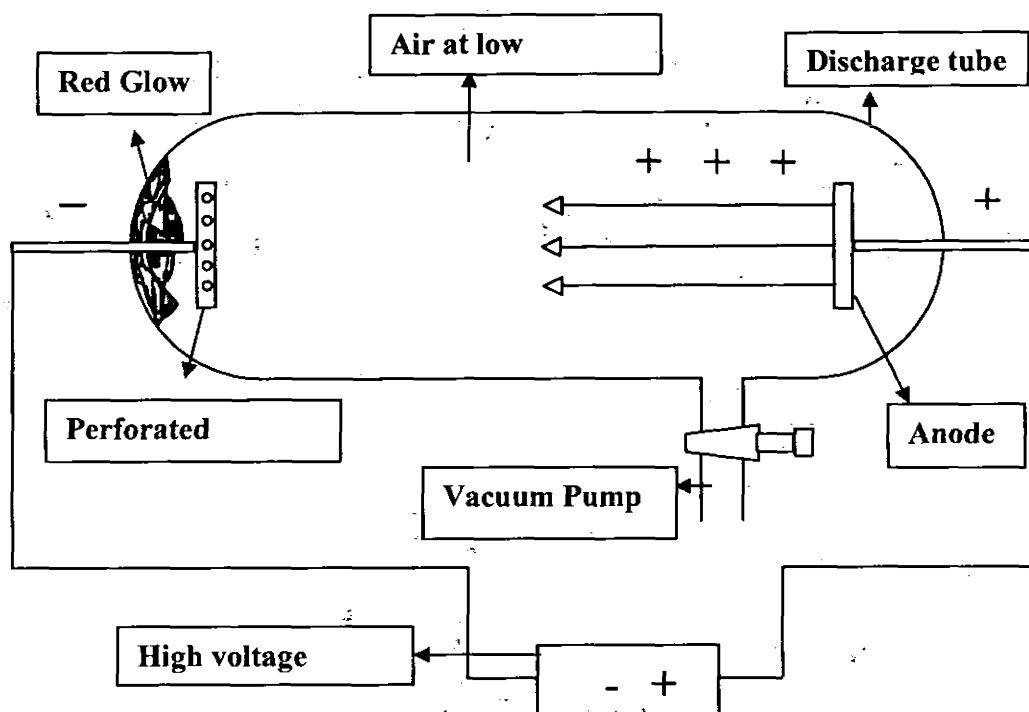 Air at low
Red Glow
Discharge tube
+ + +
-
+
Perforated
Anode
Vacuum Pump
High voltage
- +